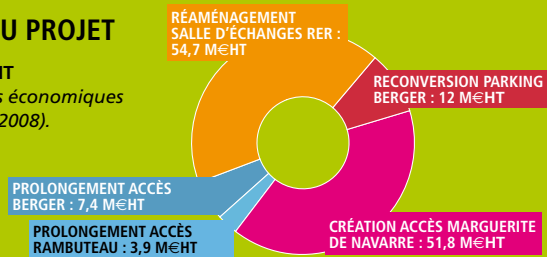 U PROJET
HT
s économiques
2008).
RÉAMÉNAGEMENT
SALLE D'ÉCHANGES RER :
54,7 M€HT
RECONVERSION PARKING
BERGER : 12 M€HT
PROLONGEMENT ACCÈS
BERGER : 7,4 M€HT
PROLONGEMENT ACCÈS
RAMBUTEAU : 3,9 M€HT
CRÉATION ACCÈS MARGUERITE
DE NAVARRE : 51,8 M€HT